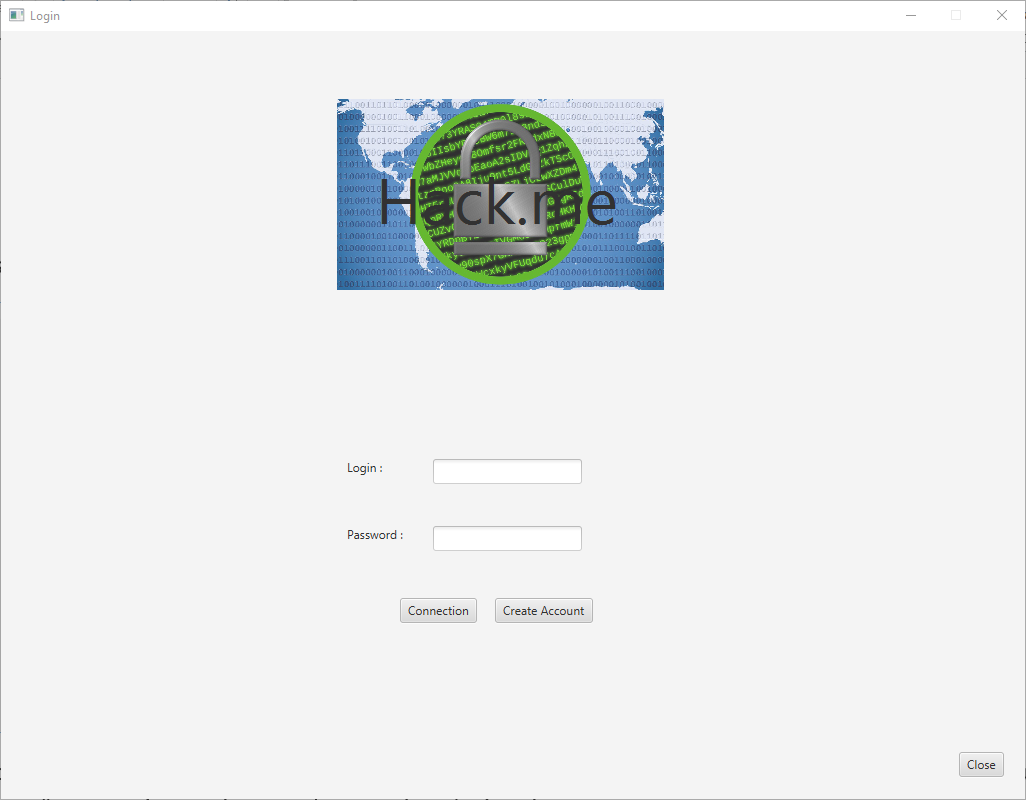 Login
Hack.me
Login :
Password :
Connection
Create Account
Close